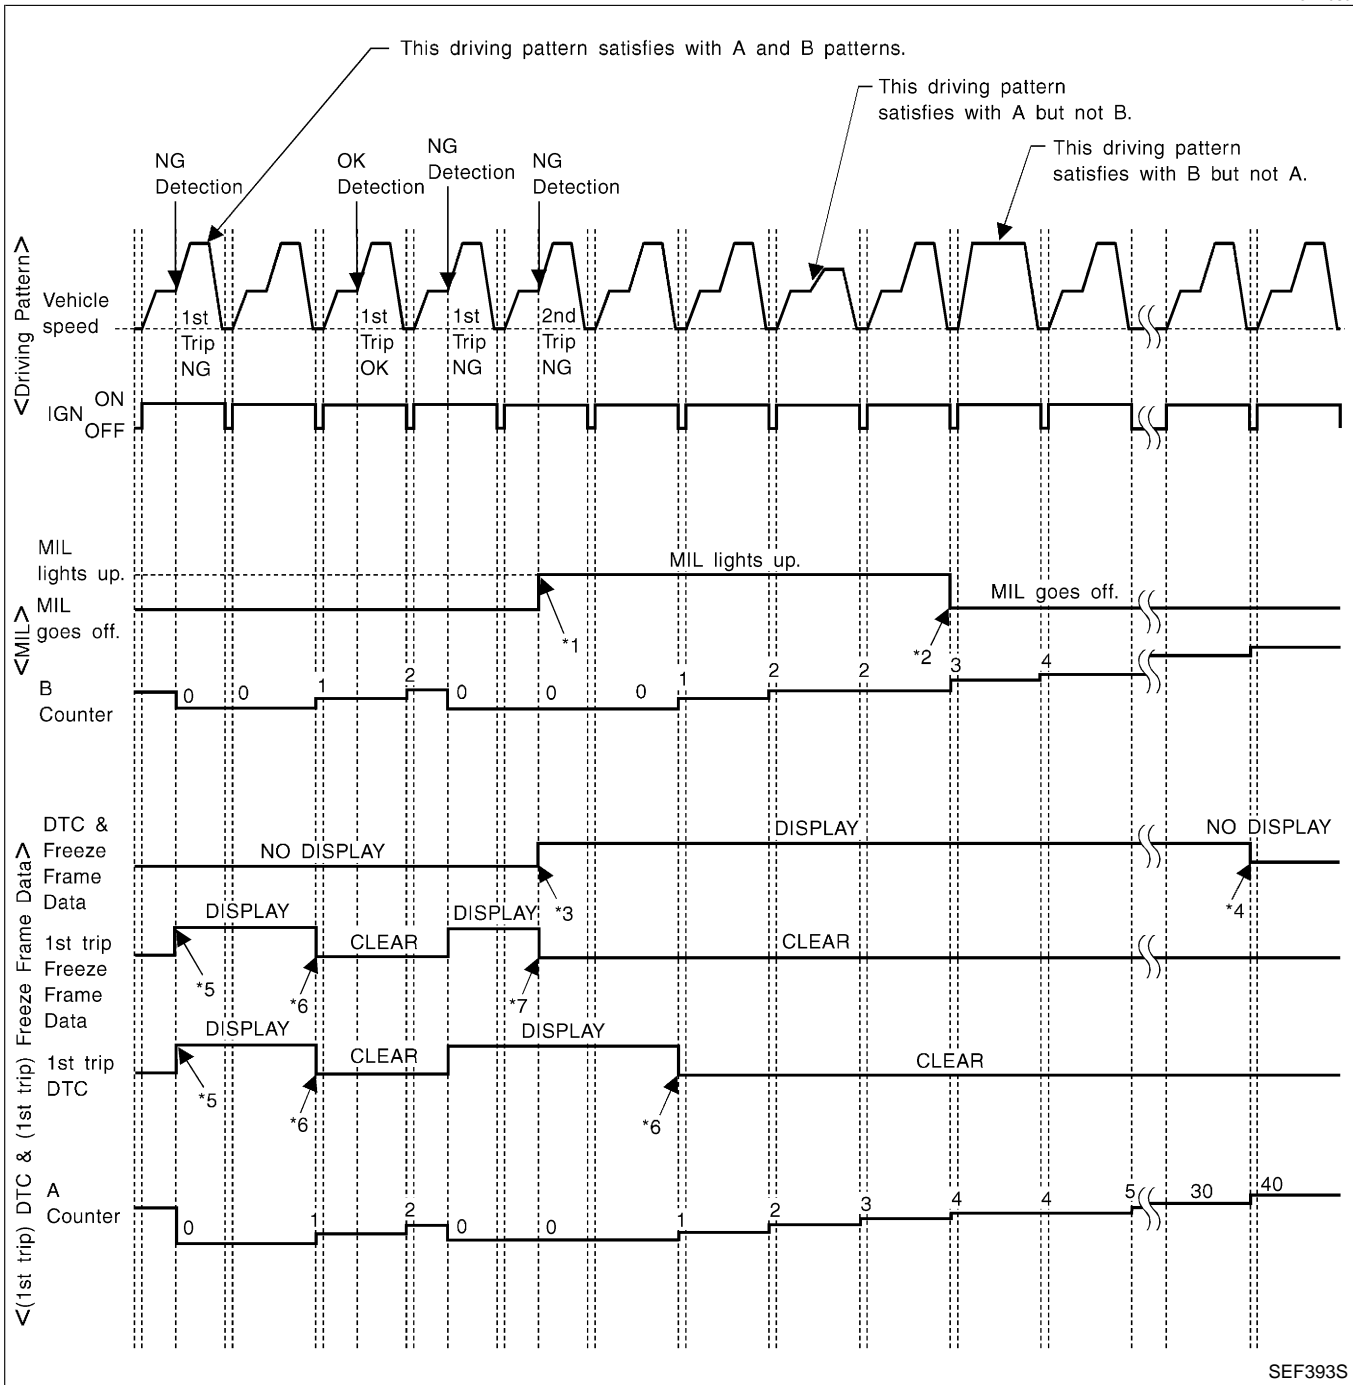 This driving pattern satisfies with A and B patterns.
This driving pattern
satisfies with A but not B.
This driving pattern
satisfies with B but not A.
NG
Detection
OK
Detection
NG
Detection
NG
Detection
<Driving Pattern>
Vehicle
speed
1st
Trip
NG
1st
Trip
OK
1st
Trip
NG
2nd
Trip
NG
IGN
ON
OFF
<MIL>
MIL
lights up.
MIL lights up.
MIL
goes off.
MIL goes off.
*1
*2
B
Counter
0 0 1 2 0 0 0 1 2 2 3 4
<(1st trip) DTC & (1st trip) Freeze Frame Data>
DTC &
Freeze
Frame
Data
NO DISPLAY
DISPLAY
NO DISPLAY
*3
*4
1st trip
Freeze
Frame
Data
DISPLAY
CLEAR
DISPLAY
CLEAR
*5
*6
*7
1st trip
DTC
DISPLAY
CLEAR
DISPLAY
CLEAR
*5
*6
*6
A
Counter
0 1 2 0 0 1 2 3 4 4 5 30 40
SEF393S